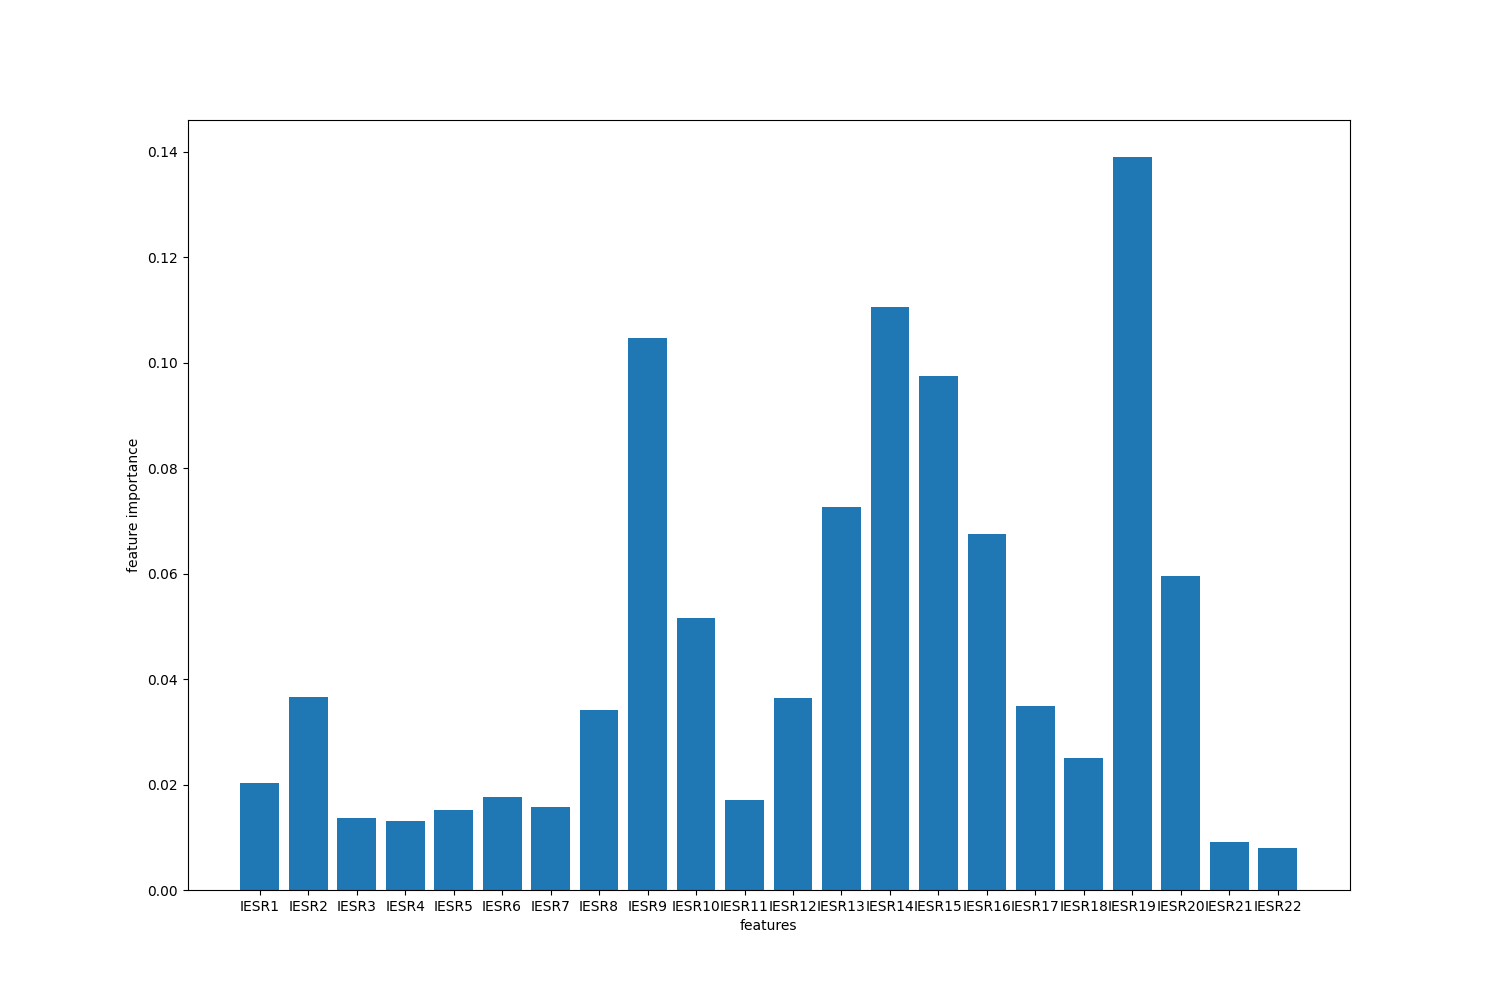 feature importance
0.14
0.12
0.10
0.08
0.06
0.04
0.02
0.00
IESR1 IESR2 IESR3 IESR4 IESR5 IESR6 IESR7 IESR8 IESR9 IESR10 IESR11 IESR12 IESR13 IESR14 IESR15 IESR16 IESR17 IESR18 IESR19 IESR20 IESR21 IESR22
features